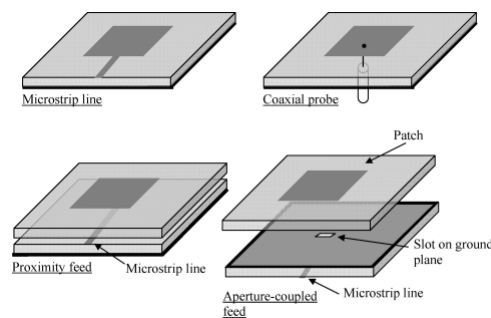 Microstrip line
Coaxial probe
Patch
Slot on ground
plane
Proximity feed
Microstrip line
Aperture-coupled
feed
Microstrip line